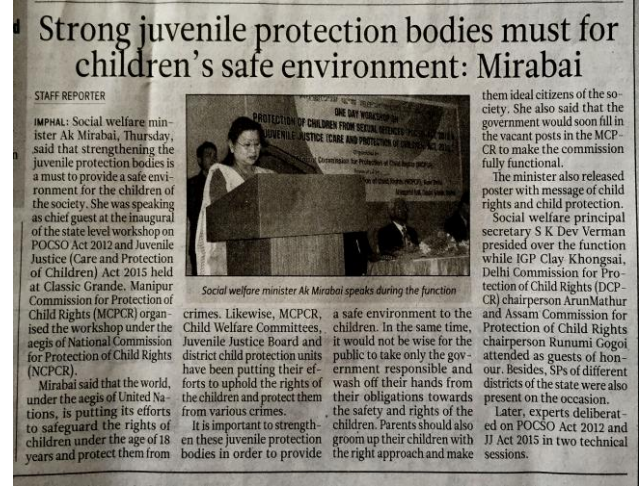 Strong juvenile protection bodies must for
children's safe environment: Mirabai
STAFF REPORTER
IMPHAL: Social welfare min-
ister Ak Mirabai, Thursday,
said that strengthening the
juvenile protection bodies is
a must to provide a safe envi-
ronment for the children of
the society. She was speaking
as chief guest at the inaugural
of the state level workshop on
POCSO Act 2012 and Juvenile
Justice (Care and Protection
of Children) Act 2015 held
at Classic Grande. Manipur
Commission for Protection of
Child Rights (MCPCR) organ-
ised the workshop under the
aegis of National Commission
for Protection of Child Rights
(NCPCR).
Mirabai said that the world,
under the aegis of United Na-
tions, is putting its efforts
to safeguard the rights of
children under the age of 18
years and protect them from
ONE DAY WORKSHOP ON
PROTECTION OF CHILDREN FROM SEXUAL OFFENCES
JUVENILE JUSTICE (CARE AND PROTECTION OF CHILDREN) ACT,
Commission for Protection of Child Rights (MCPCR)
of Child Rights (NCPCR), New Delhi
Social welfare minister Ak Mirabai speaks during the function
crimes. Likewise, MCPCR,
Child Welfare Committees,
Juvenile Justice Board and
district child protection units
have been putting their ef-
forts to uphold the rights of
the children and protect them
from various crimes.
It is important to strength-
en these juvenile protection
bodies in order to provide
a safe environment to the
children. In the same time,
it would not be wise for the
public to take only the gov-
ernment responsible and
wash off their hands from
their obligations towards
the safety and rights of the
children. Parents should also
groom up their children with
the right approach and make
them ideal citizens of the so-
ciety. She also said that the
government would soon fill in
the vacant posts in the MCP-
CR to make the commission
fully functional.
The minister also released
poster with message of child
rights and child protection.
Social welfare principal
secretary S K Dev Verman
presided over the function
while IGP Clay Khongsai,
Delhi Commission for Pro-
tection of Child Rights (DCP-
CR) chairperson ArunMathur
and Assam Commission for
Protection of Child Rights
chairperson Runumi Gogoi
attended as guests of hon-
our. Besides, SPs of different
districts of the state were also
present on the occasion.
Later, experts deliberat-
ed on POCSO Act 2012 and
JJ Act 2015 in two technical
sessions.